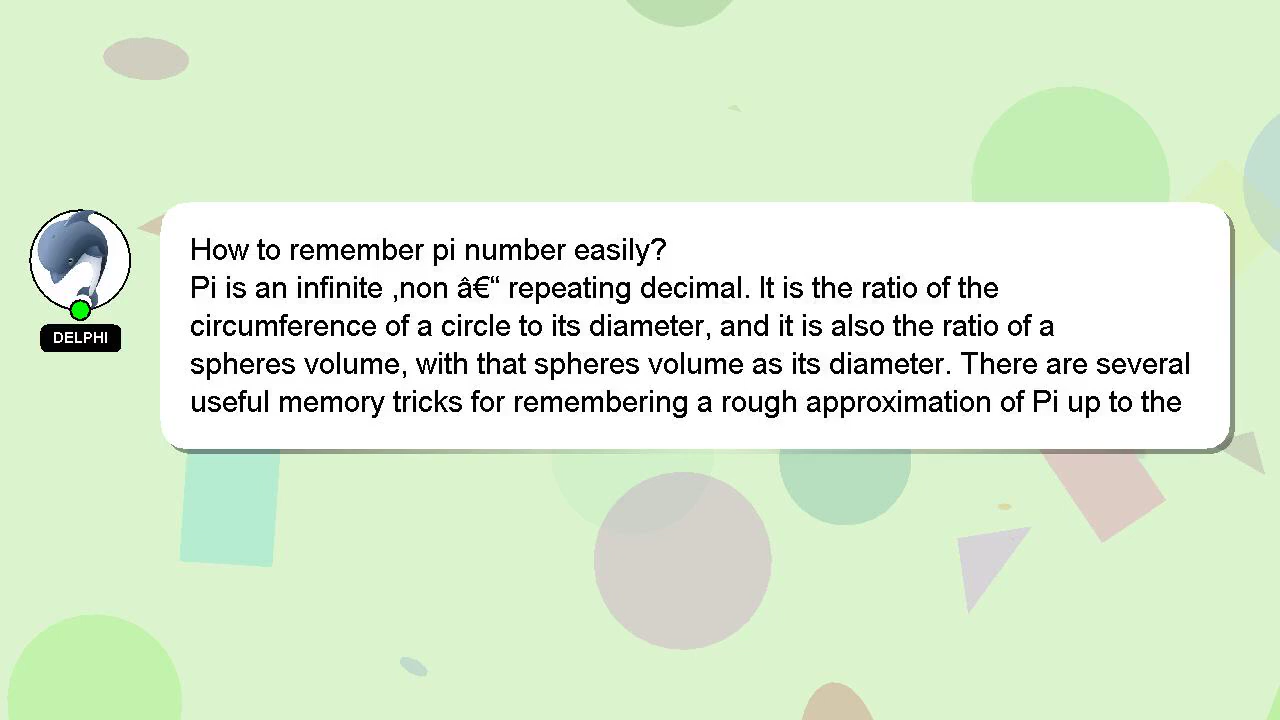 How to remember pi number easily?
Pi is an infinite ,non â€“ repeating decimal. It is the ratio of the
circumference of a circle to its diameter, and it is also the ratio of a
spheres volume, with that spheres volume as its diameter. There are several
useful memory tricks for remembering a rough approximation of Pi up to the
DELPHI